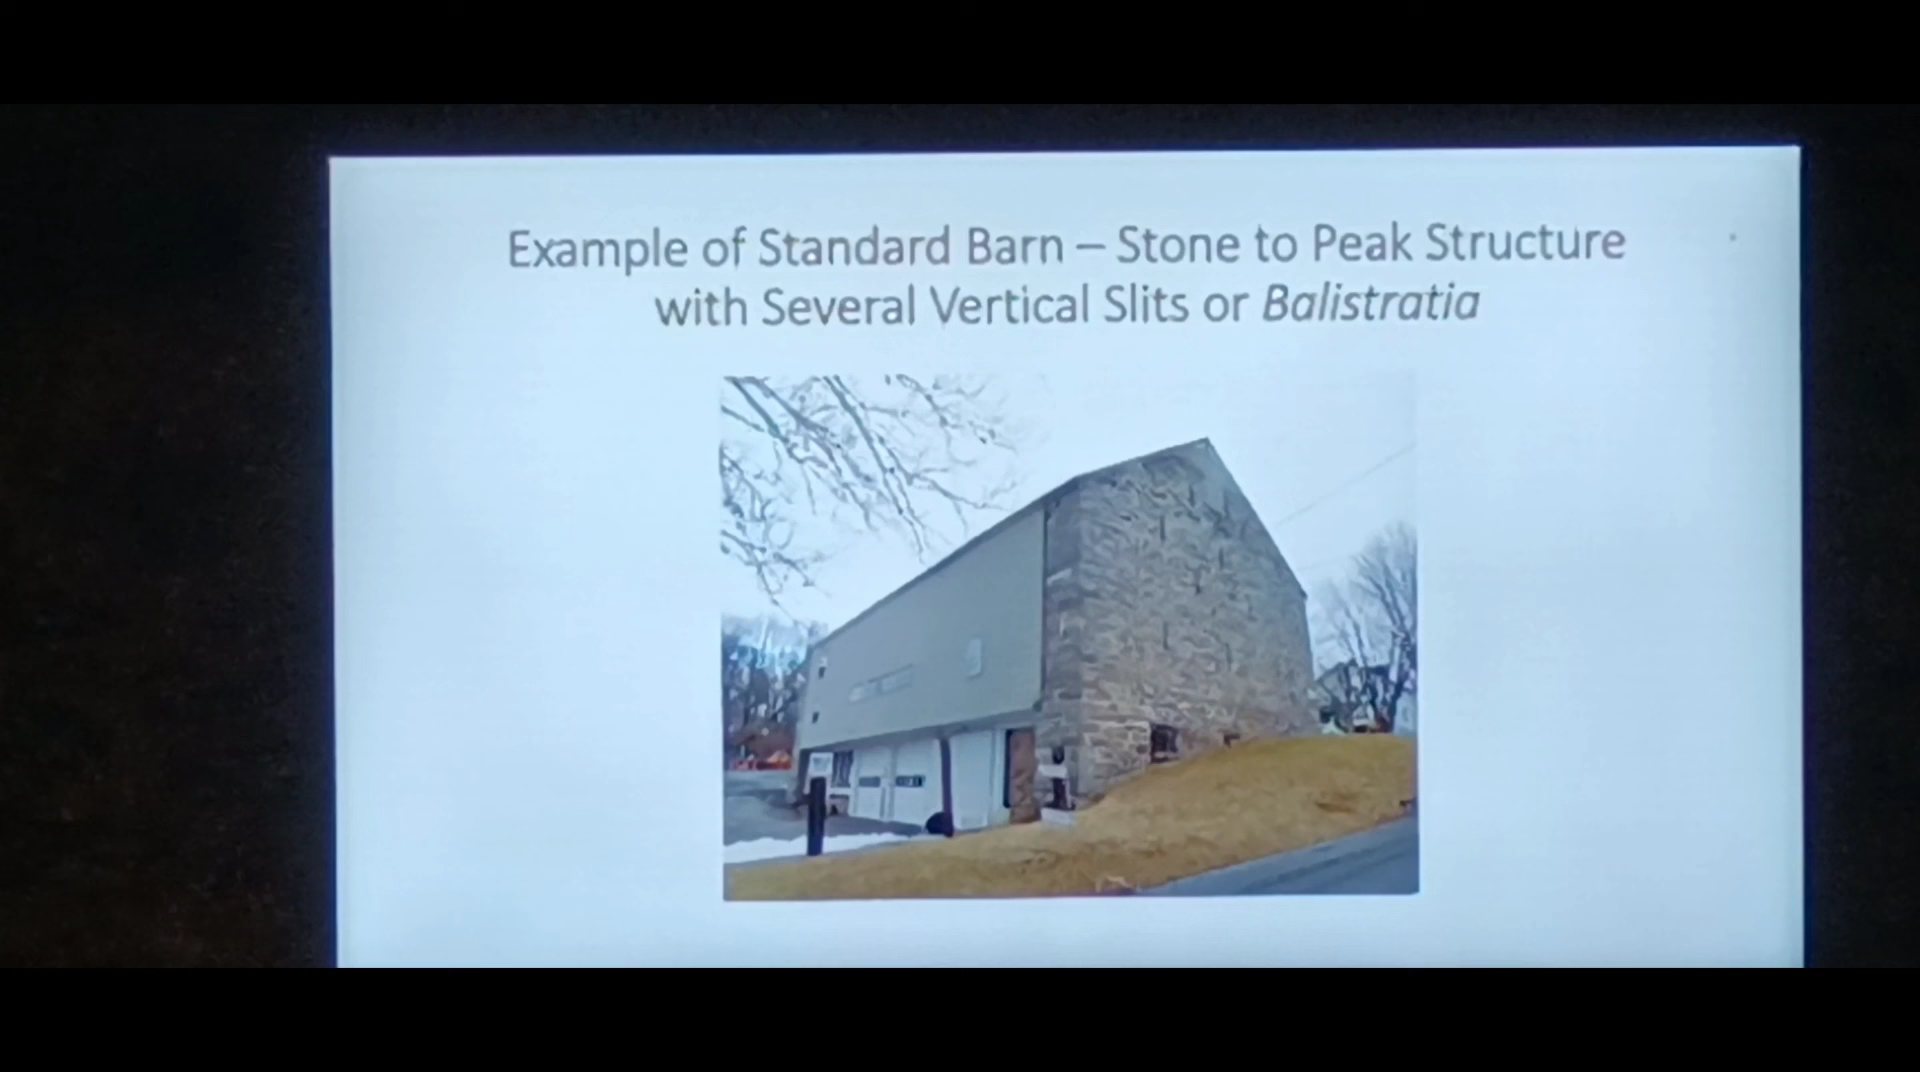 Example of Standard Barn – Stone to Peak Structure
with Several Vertical Slits or Balistratia